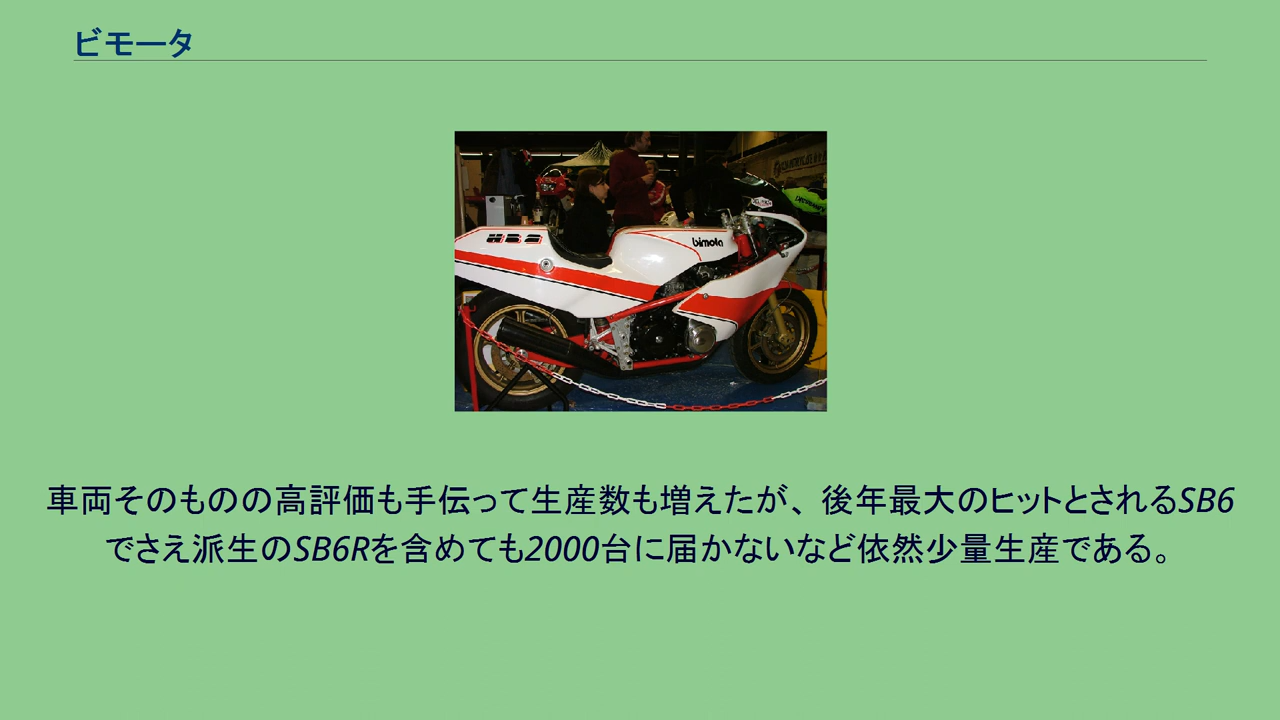 ビモータ
bimota
HB2
車両そのものの高評価も手伝って生産数も増えたが、後年最大のヒットとされるSB6
でさえ派生のSB6Rを含めても2000台に届かないなど依然少量生産である。